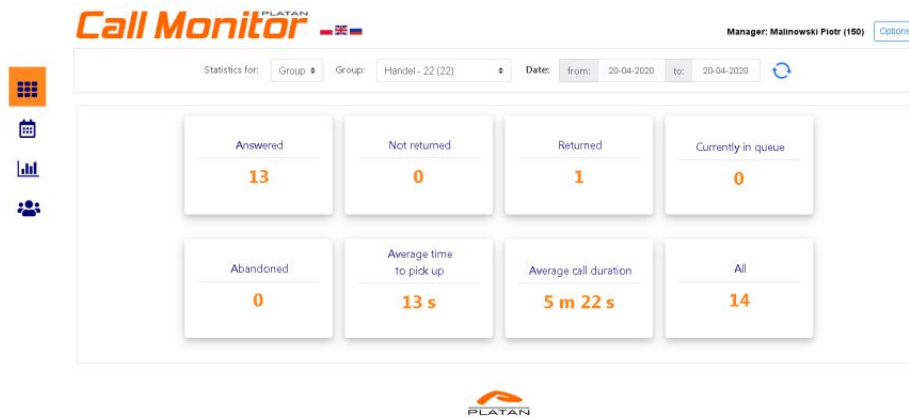 PLATAN
Call Monitor
Manager: Malinowski Piotr (150) Options
Statistics for: Group Group: Handel - 22 (22) Date: from: 20-04-2020 to: 20-04-2020
Answered Not returned Returned Currently in queue
13 0 1 0
Abandoned Average time to pick up Average call duration All
0 13 s 5 m 22 s 14
PLATAN